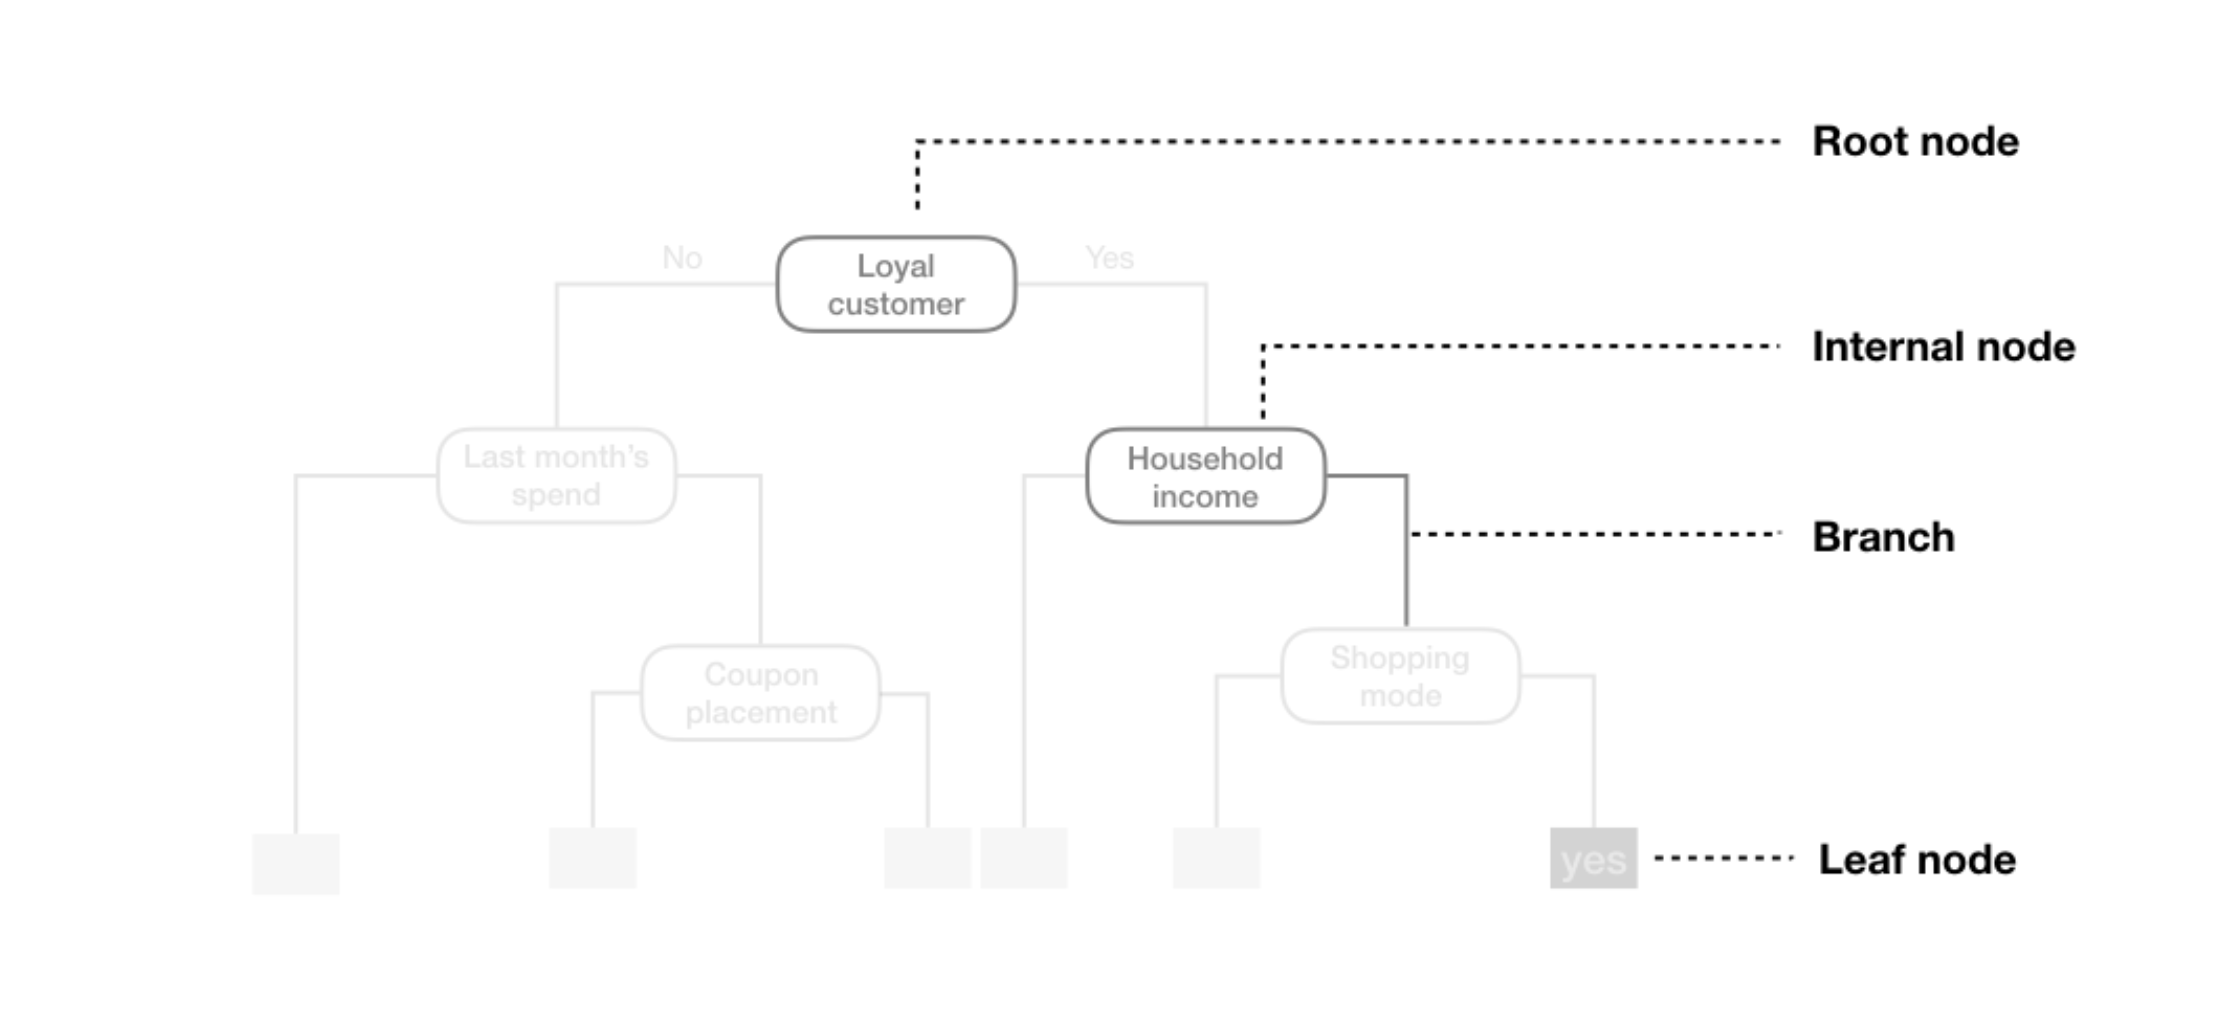 Root node
No
Loyal
customer
Yes
Internal node
Last month's
spend
Household
income
Branch
Coupon
placement
Shopping
mode
yes
Leaf node